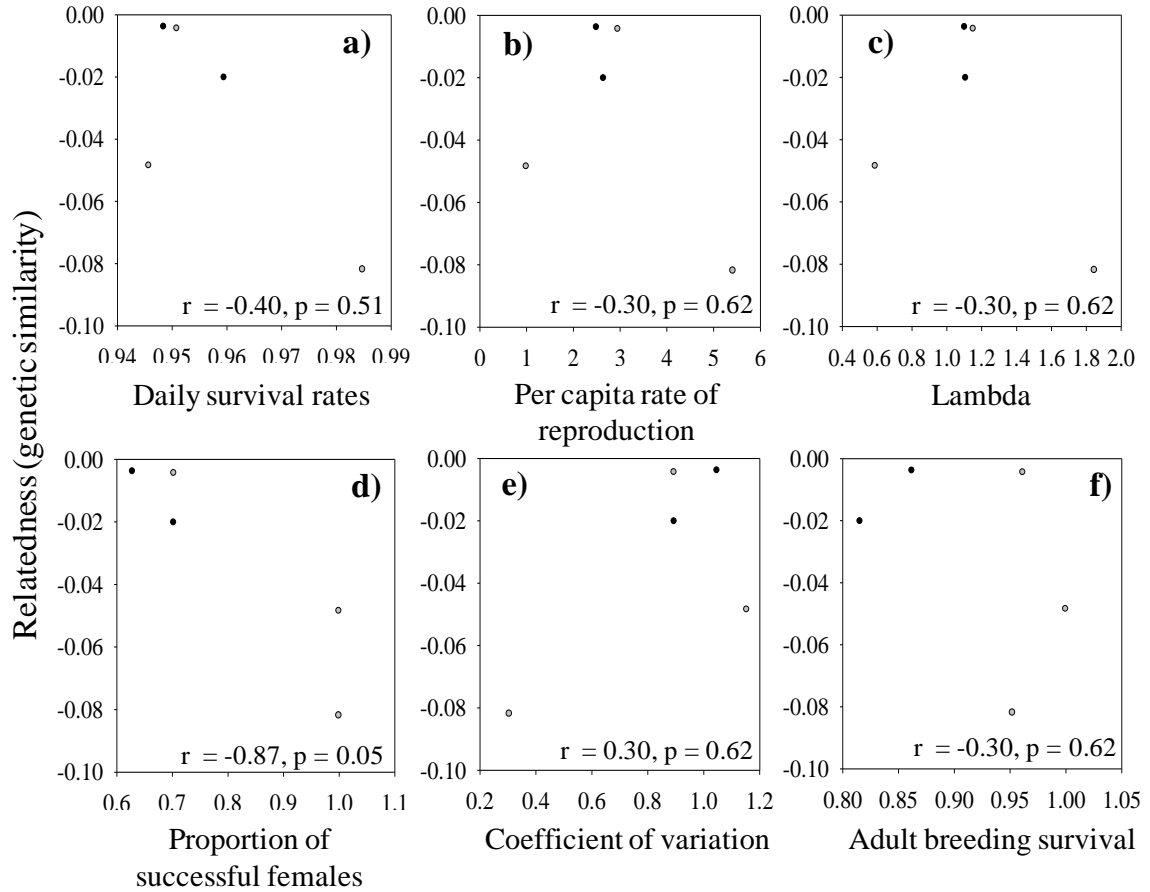 Relatedness (genetic similarity)
a)
0.00
-0.02
-0.04
-0.06
-0.08
-0.10
r = -0.40, p = 0.51
0.94 0.95 0.96 0.97 0.98 0.99
Daily survival rates
b)
0.00
-0.02
-0.04
-0.06
-0.08
-0.10
r = -0.30, p = 0.62
0 1 2 3 4 5 6
Per capita rate of
reproduction
c)
0.00
-0.02
-0.04
-0.06
-0.08
-0.10
r = -0.30, p = 0.62
0.4 0.6 0.8 1.0 1.2 1.4 1.6 1.8 2.0
Lambda
d)
0.00
-0.02
-0.04
-0.06
-0.08
-0.10
r = -0.87, p = 0.05
0.6 0.7 0.8 0.9 1.0 1.1
Proportion of
successful females
e)
0.00
-0.02
-0.04
-0.06
-0.08
-0.10
r = 0.30, p = 0.62
0.2 0.4 0.6 0.8 1.0 1.2
Coefficient of variation
f)
0.00
-0.02
-0.04
-0.06
-0.08
-0.10
r = -0.30, p = 0.62
0.80 0.85 0.90 0.95 1.00 1.05
Adult breeding survival